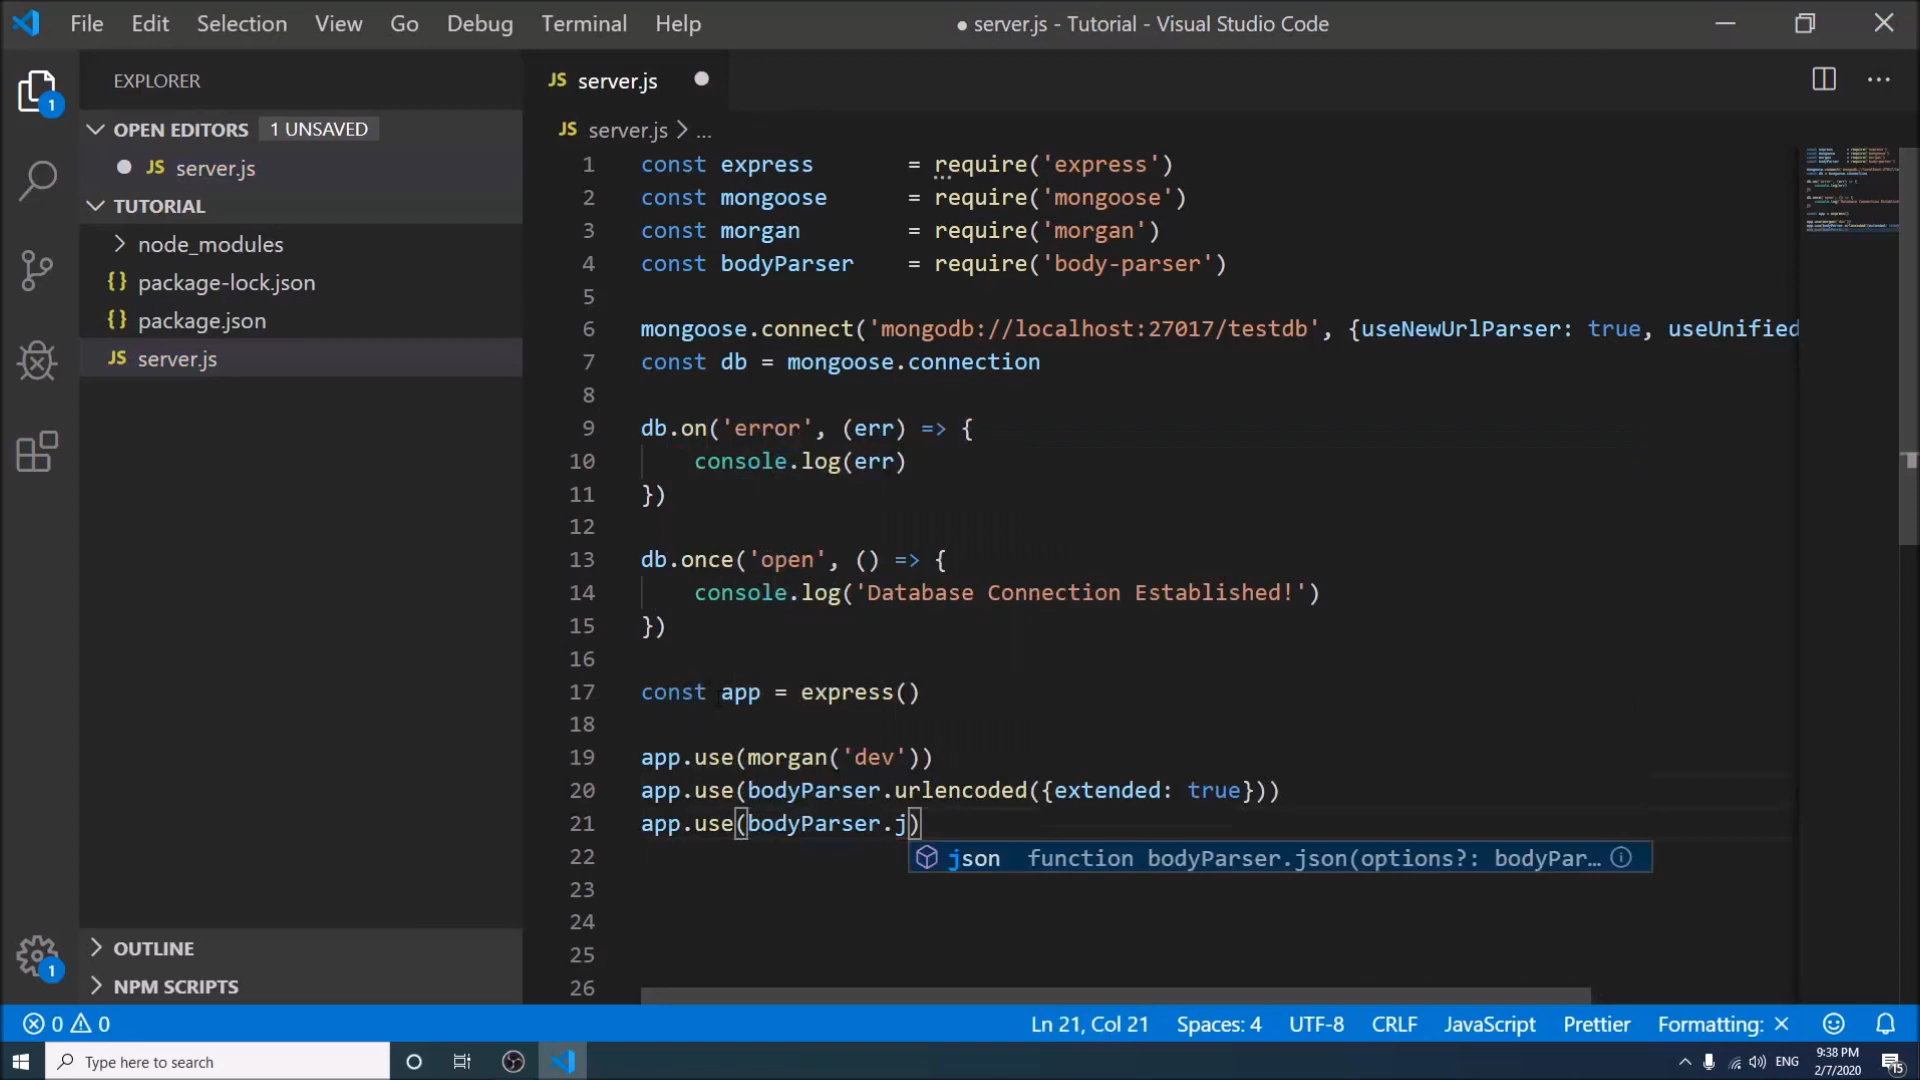 File Edit Selection View Go Debug Terminal Help ● server.js - Tutorial - Visual Studio Code
EXPLORER
OPEN EDITORS 1 UNSAVED
JS server.js
TUTORIAL
node_modules
{} package-lock.json
{} package.json
JS server.js
OUTLINE
NPM SCRIPTS
1
1
JS server.js
JS server.js > ...
1 const express = require('express')
2 const mongoose = require('mongoose')
3 const morgan = require('morgan')
4 const bodyParser = require('body-parser')
5
6 mongoose.connect('mongodb://localhost:27017/testdb', {useNewUrlParser: true, useUnified
7 const db = mongoose.connection
8
9 db.on('error', (err) => {
10 console.log(err)
11 })
12
13 db.once('open', () => {
14 console.log('Database Connection Established!')
15 })
16
17 const app = express()
18
19 app.use(morgan('dev'))
20 app.use(bodyParser.urlencoded({extended: true}))
21 app.use(bodyParser.j)
22 json function bodyParser.json(options?: bodyPar...
23
24
25
26
0 0 Ln 21, Col 21 Spaces: 4 UTF-8 CRLF JavaScript Prettier Formatting: ×
Type here to search ENG 9:38 PM
2/7/2020 15